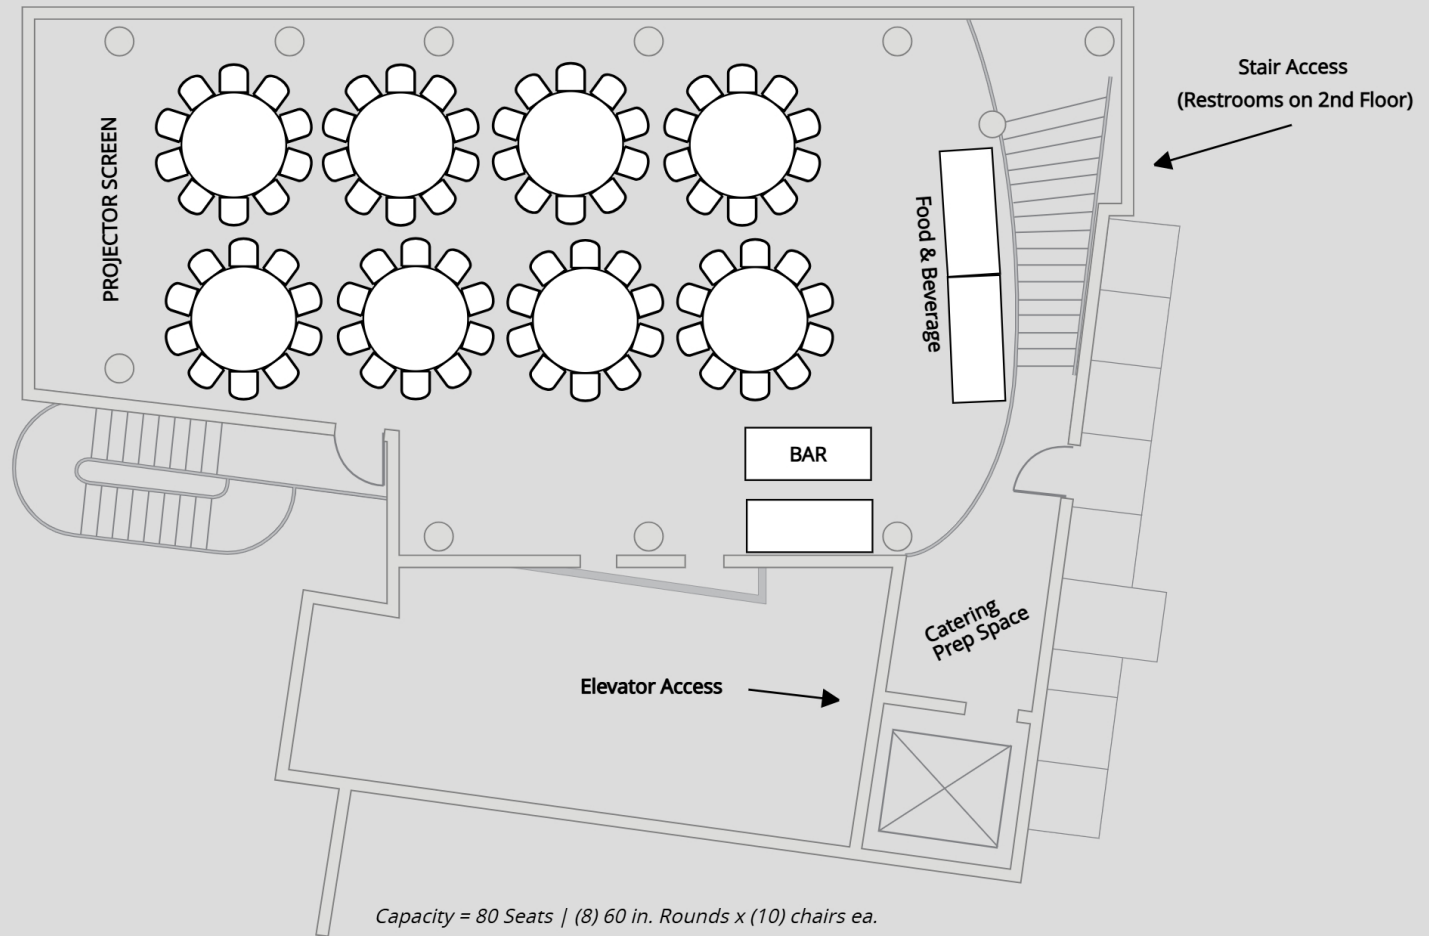 Stair Access
(Restrooms on 2nd Floor)
PROJECTOR SCREEN
Food & Beverage
BAR
Catering
Prep Space
Elevator Access
Capacity = 80 Seats | (8) 60 in. Rounds x (10) chairs ea.